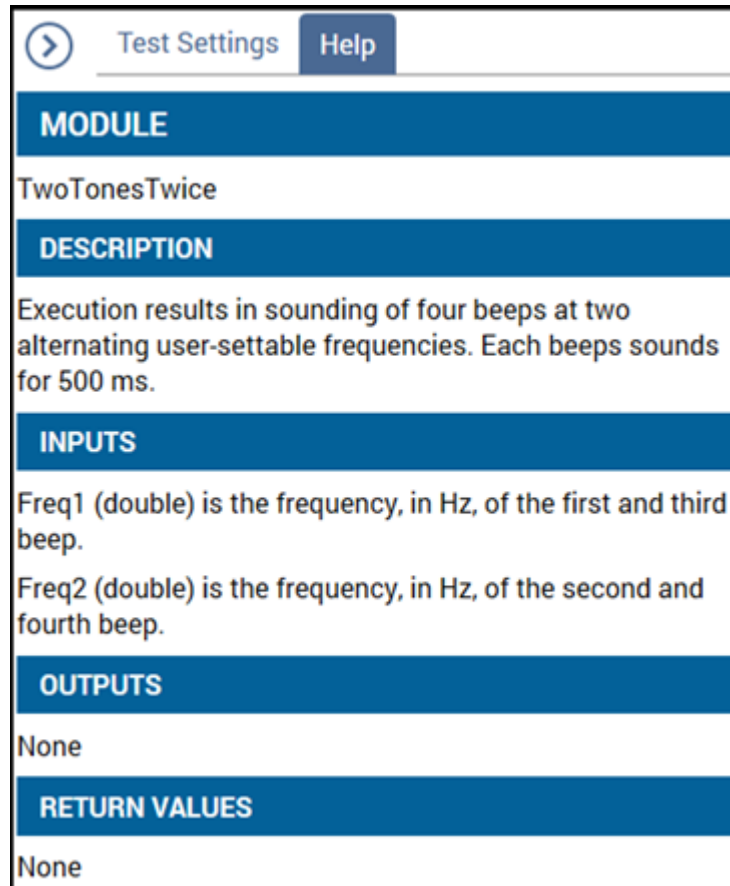 Test Settings Help
MODULE
TwoTonesTwice
DESCRIPTION
Execution results in sounding of four beeps at two
alternating user-settable frequencies. Each beeps sounds
for 500 ms.
INPUTS
Freq1 (double) is the frequency, in Hz, of the first and third
beep.
Freq2 (double) is the frequency, in Hz, of the second and
fourth beep.
OUTPUTS
None
RETURN VALUES
None